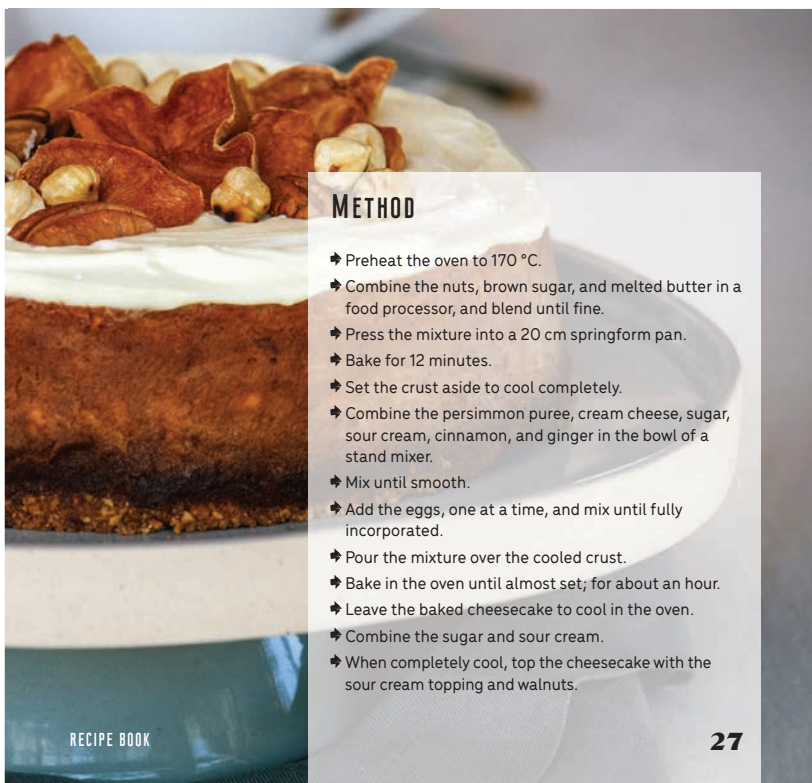 METHOD
Preheat the oven to 170 °C.
Combine the nuts, brown sugar, and melted butter in a
food processor, and blend until fine.
Press the mixture into a 20 cm springform pan.
Bake for 12 minutes.
Set the crust aside to cool completely.
Combine the persimmon puree, cream cheese, sugar,
sour cream, cinnamon, and ginger in the bowl of a
stand mixer.
Mix until smooth.
Add the eggs, one at a time, and mix until fully
incorporated.
Pour the mixture over the cooled crust.
Bake in the oven until almost set; for about an hour.
Leave the baked cheesecake to cool in the oven.
Combine the sugar and sour cream.
When completely cool, top the cheesecake with the
sour cream topping and walnuts.
RECIPE BOOK
27